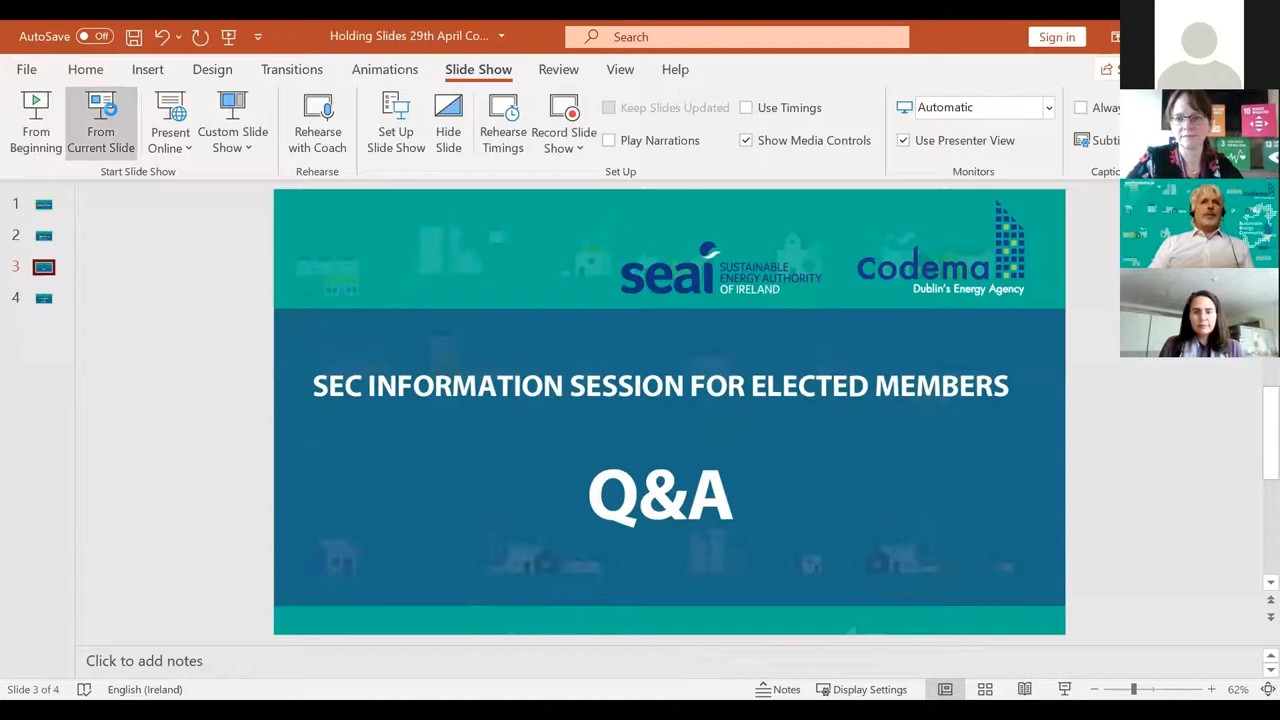 AutoSave Off
Holding Slides 29th April Co...
Search
Sign in
File Home Insert Design Transitions Animations Slide Show Review View Help
From Beginning
From Current Slide
Present Online
Custom Slide Show
Start Slide Show
Rehearse with Coach
Rehearse
Set Up Slide Show
Hide Slide
Rehearse Timings
Record Slide Show
Keep Slides Updated
Use Timings
Play Narrations
Show Media Controls
Set Up
Automatic
Use Presenter View
Monitors
1
2
3
4
seai SUSTAINABLE
ENERGY AUTHORITY
OF IRELAND
codema
Dublin's Energy Agency
SEC INFORMATION SESSION FOR ELECTED MEMBERS
Q&A
codema
Click to add notes
Slide 3 of 4
English (Ireland)
Notes
Display Settings
62%